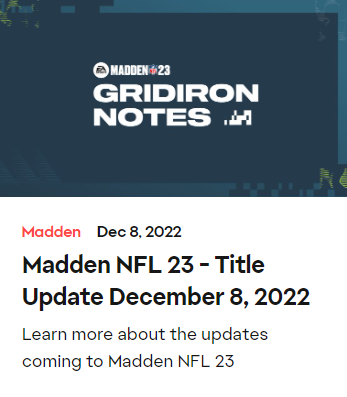 EA MADDEN NFL 23
GRIDIRON
NOTES
Madden Dec 8, 2022
Madden NFL 23 - Title
Update December 8, 2022
Learn more about the updates
coming to Madden NFL 23